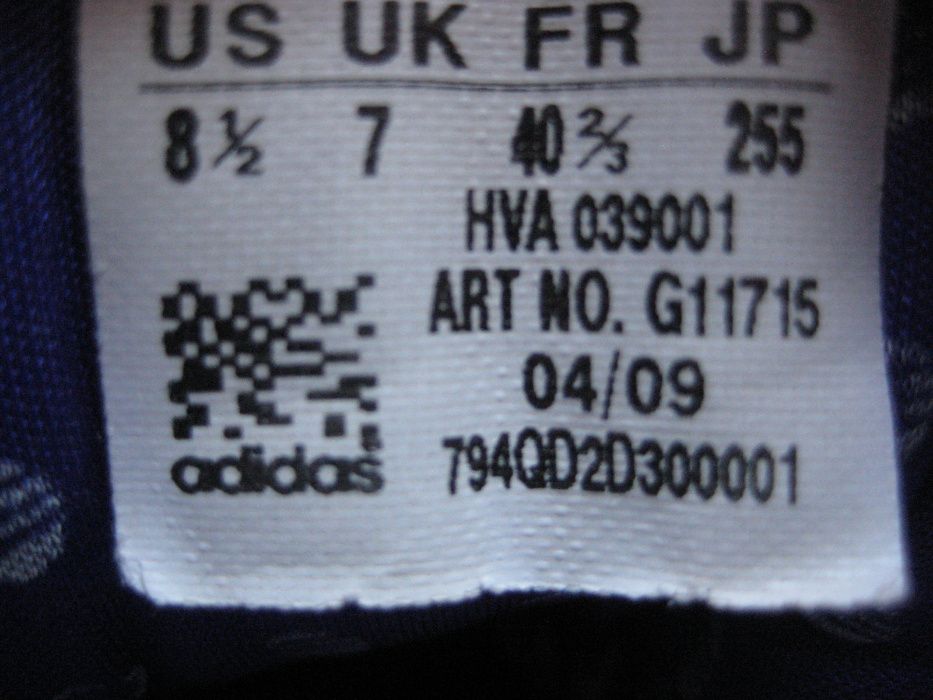 US UK FR JP
8½ 7 40⅔ 255
HVA 039001
ART NO. G11715
04/09
adidas 794QD2D300001